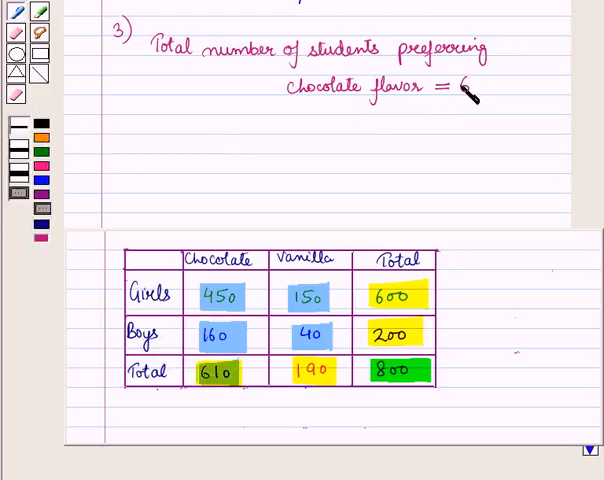 3) Total number of students preferring
chocolate flavor = 6
Chocolate Vanilla Total
Girls 450 150 600
Boys 160 40 200
Total 610 190 800